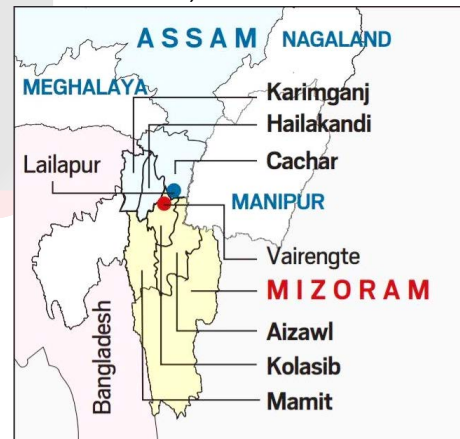 ASSAM
NAGALAND
MEGHALAYA
Karimganj
Hailakandi
Lailapur
Cachar
MANIPUR
Vairengte
MIZORAM
Bangladesh
Aizawl
Kolasib
Mamit